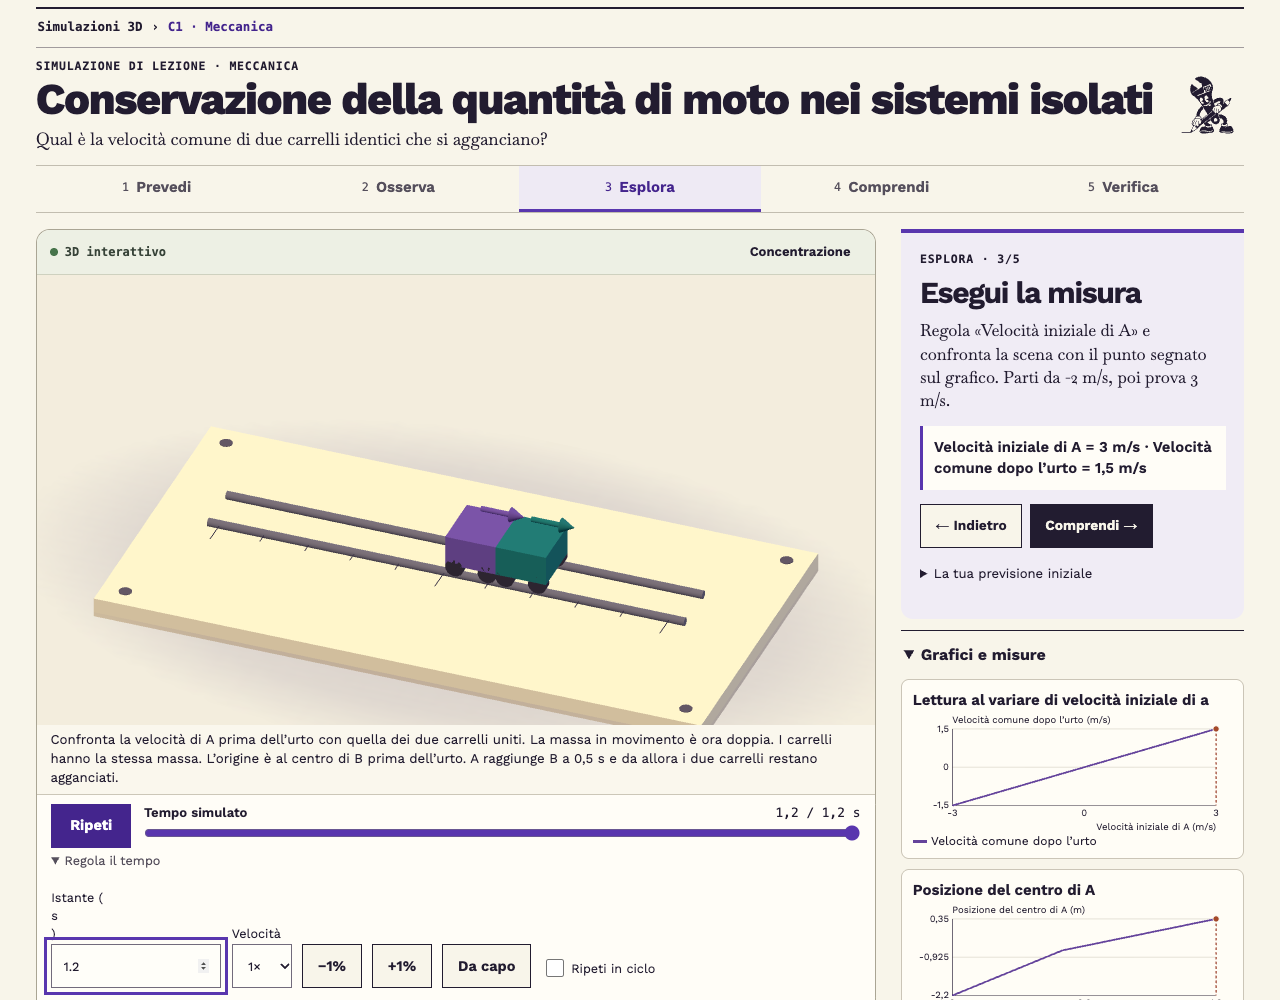 Simulazioni 3D › C1 · Meccanica
SIMULAZIONE DI LEZIONE · MECCANICA
Conservazione della quantità di moto nei sistemi isolati
Qual è la velocità comune di due carrelli identici che si agganciano?
1 Prevedi
2 Osserva
3 Esplora
4 Comprendi
5 Verifica
3D interattivo
Concentrazione
Confronta la velocità di A prima dell’urto con quella dei due carrelli uniti. La massa in movimento è ora doppia. I carrelli
hanno la stessa massa. L’origine è al centro di B prima dell’urto. A raggiunge B a 0,5 s e da allora i due carrelli restano
agganciati.
Ripeti
Tempo simulato
1,2 / 1,2 s
▼ Regola il tempo
Istante (
s
)
Velocità
1.2
1×
−1%
+1%
Da capo
Ripeti in ciclo
ESPLORA · 3/5
Esegui la misura
Regola «Velocità iniziale di A» e
confronta la scena con il punto segnato
sul grafico. Parti da -2 m/s, poi prova 3
m/s.
Velocità iniziale di A = 3 m/s · Velocità
comune dopo l’urto = 1,5 m/s
← Indietro
Comprendi →
▶ La tua previsione iniziale
▼ Grafici e misure
Lettura al variare di velocità iniziale di a
Velocità comune dopo l’urto (m/s)
1,5
0
-1,5
-3
0
3
Velocità iniziale di A (m/s)
Velocità comune dopo l’urto
Posizione del centro di A
Posizione del centro di A (m)
0,35
-0,925
-2,2